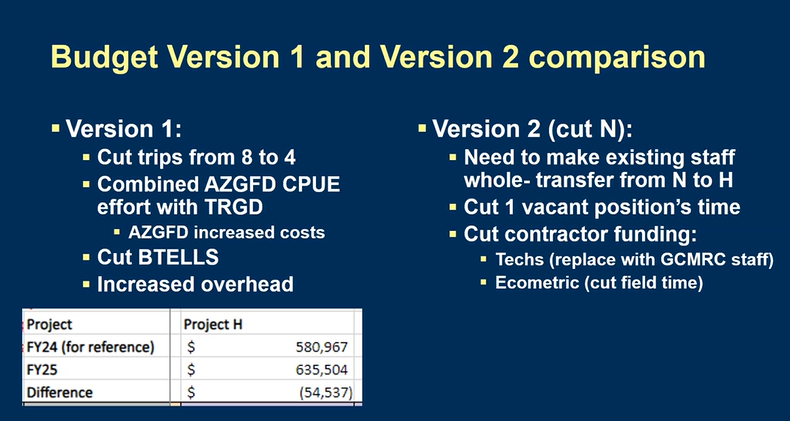 Budget Version 1 and Version 2 comparison
Version 1:
Cut trips from 8 to 4
Combined AZGFD CPUE
effort with TRGD
AZGFD increased costs
Cut BTELLS
Increased overhead
Project Project H
FY24 (for reference) $ 580,967
FY25 $ 635,504
Difference $ (54,537)
Version 2 (cut N):
Need to make existing staff
whole- transfer from N to H
Cut 1 vacant position's time
Cut contractor funding:
Techs (replace with GCMRC staff)
Ecometric (cut field time)